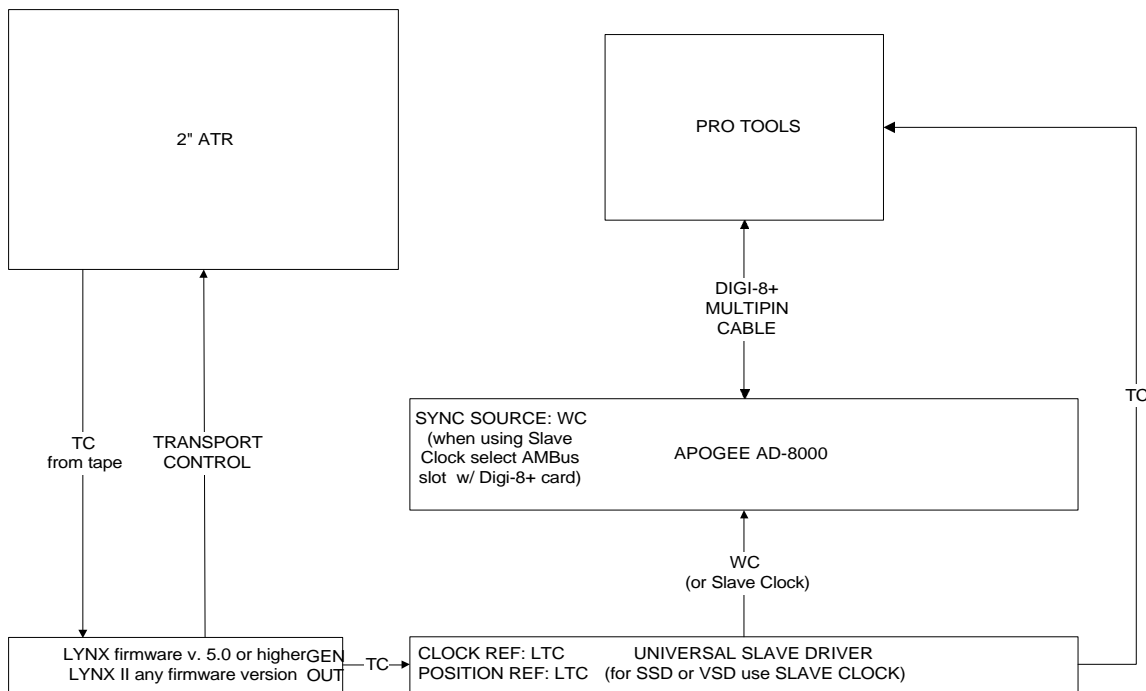 2" ATR
PRO TOOLS
DIGI-8+
MULTIPIN
CABLE
TC
TC
from tape
TRANSPORT
CONTROL
SYNC SOURCE: WC
(when using Slave
Clock select AMBus
slot w/ Digi-8+ card)
APOGEE AD-8000
WC
(or Slave Clock)
LYNX firmware v. 5.0 or higher
LYNX II any firmware version
GEN
OUT
TC
CLOCK REF: LTC
POSITION REF: LTC
UNIVERSAL SLAVE DRIVER
(for SSD or VSD use SLAVE CLOCK)